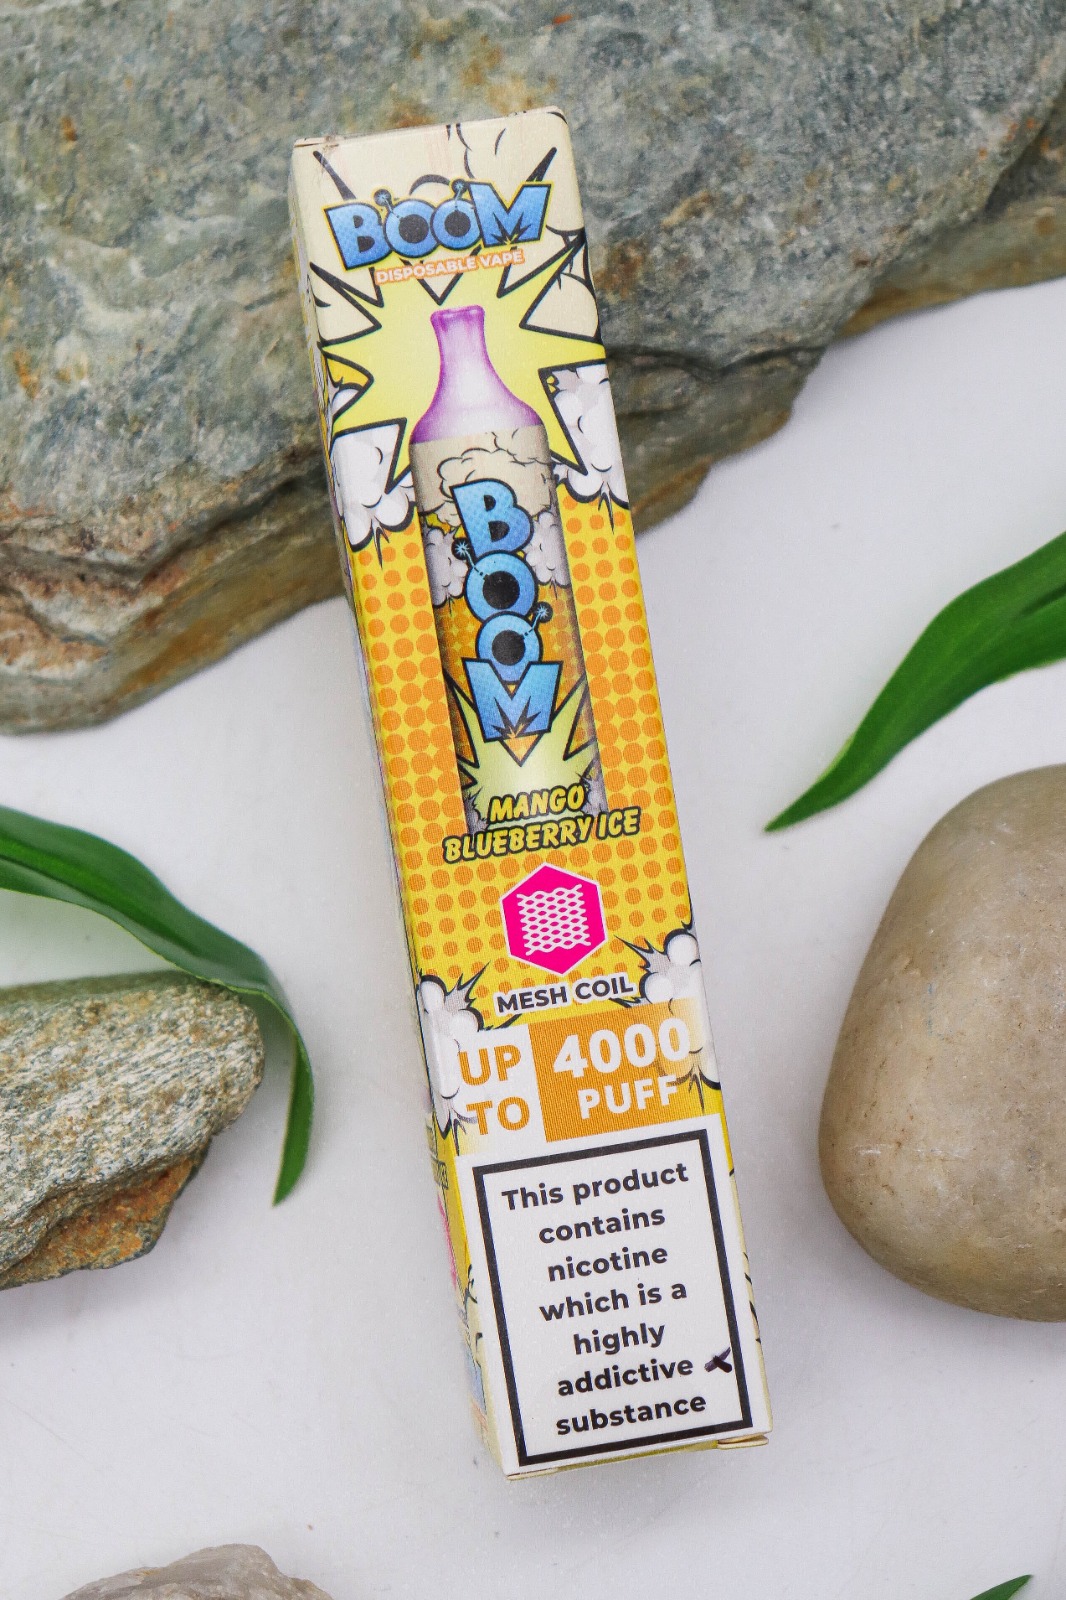 BOOM
DISPOSABLE VAPE
BOOM
MANGO
BLUEBERRY ICE
MESH COIL
UP TO
4000
PUFF
This product
contains
nicotine
which is a
highly
addictive
substance